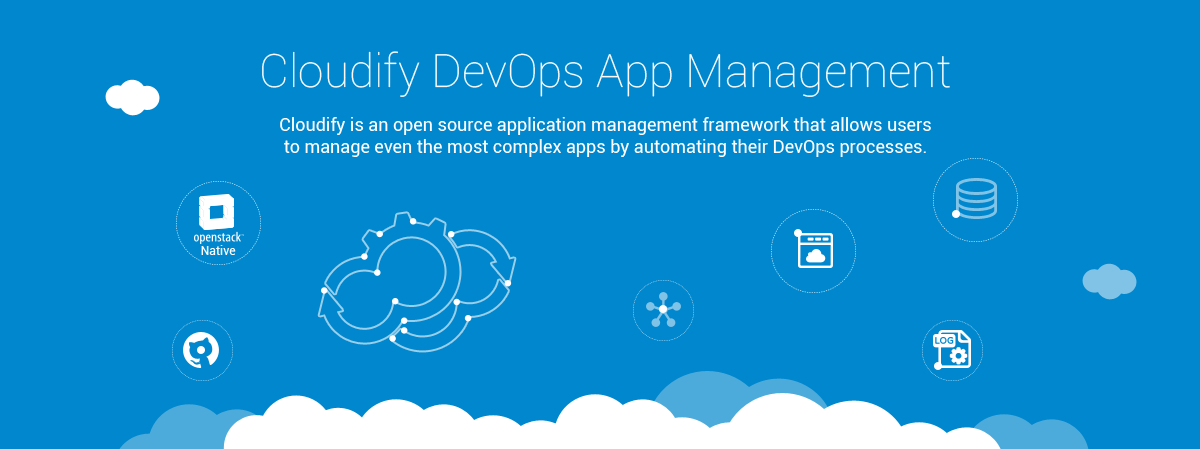 Cloudify DevOps App Management
Cloudify is an open source application management framework that allows users
to manage even the most complex apps by automating their DevOps processes.
openstack™
Native
LOG